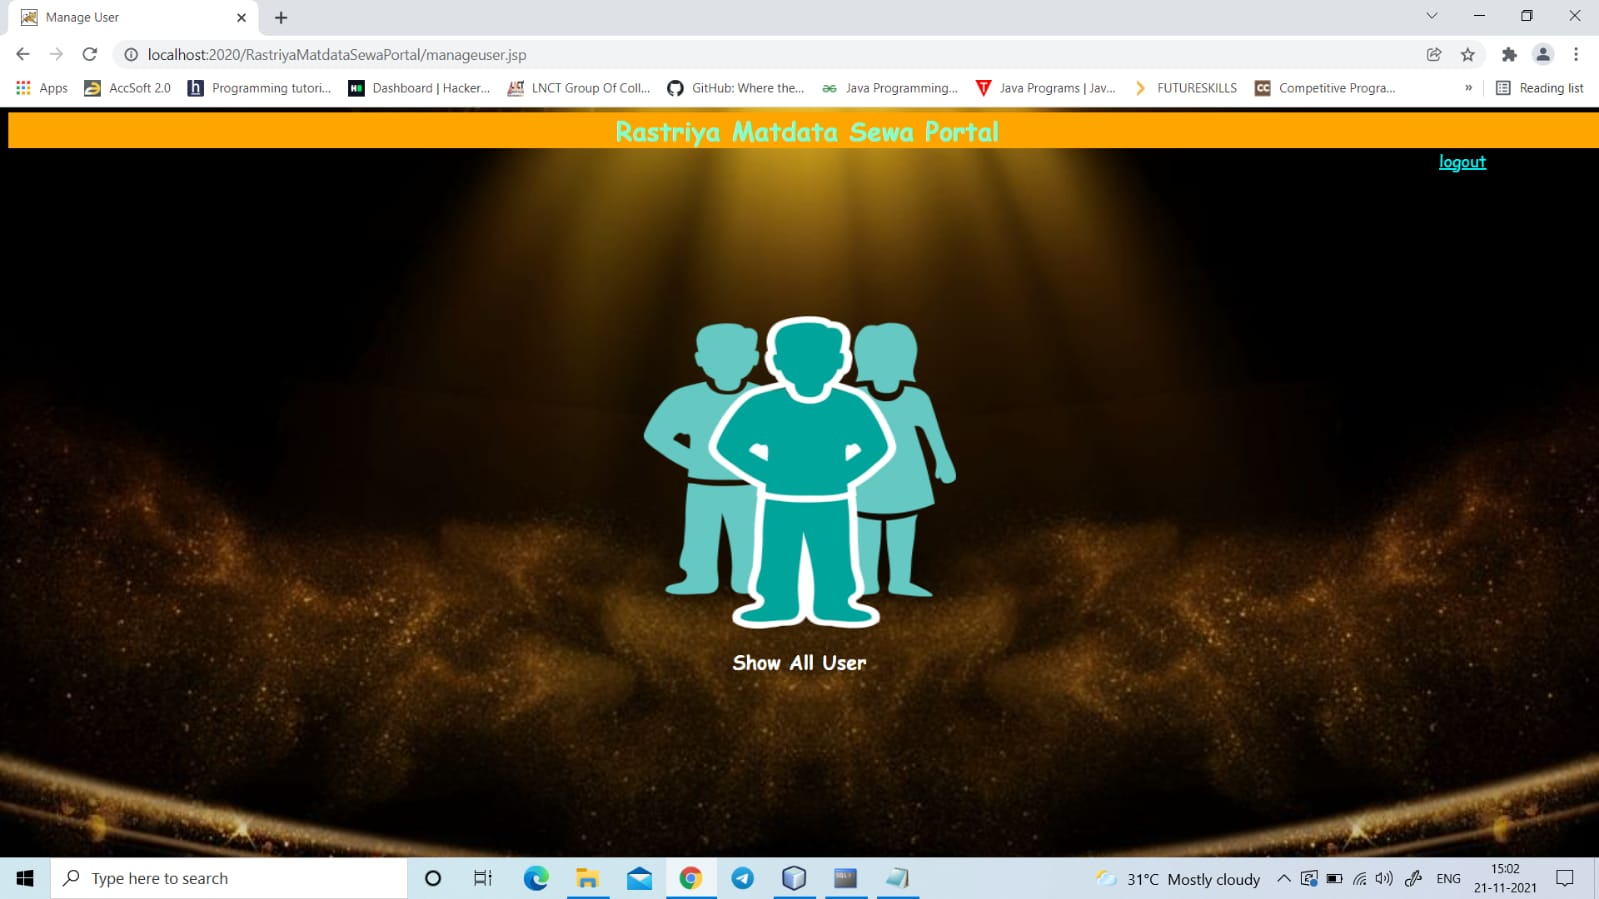 Manage User
localhost:2020/RastriyaMatdataSewaPortal/manageuser.jsp
Apps AccSoft 2.0 Programming tutori... Dashboard | Hacker... LNCT Group Of Coll... GitHub: Where the... Java Programming... Java Programs | Jav... FUTURESKILLS Competitive Progra... » Reading list
Rastriya Matdata Sewa Portal
logout
Show All User
Type here to search 31°C Mostly cloudy ENG 15:02
21-11-2021